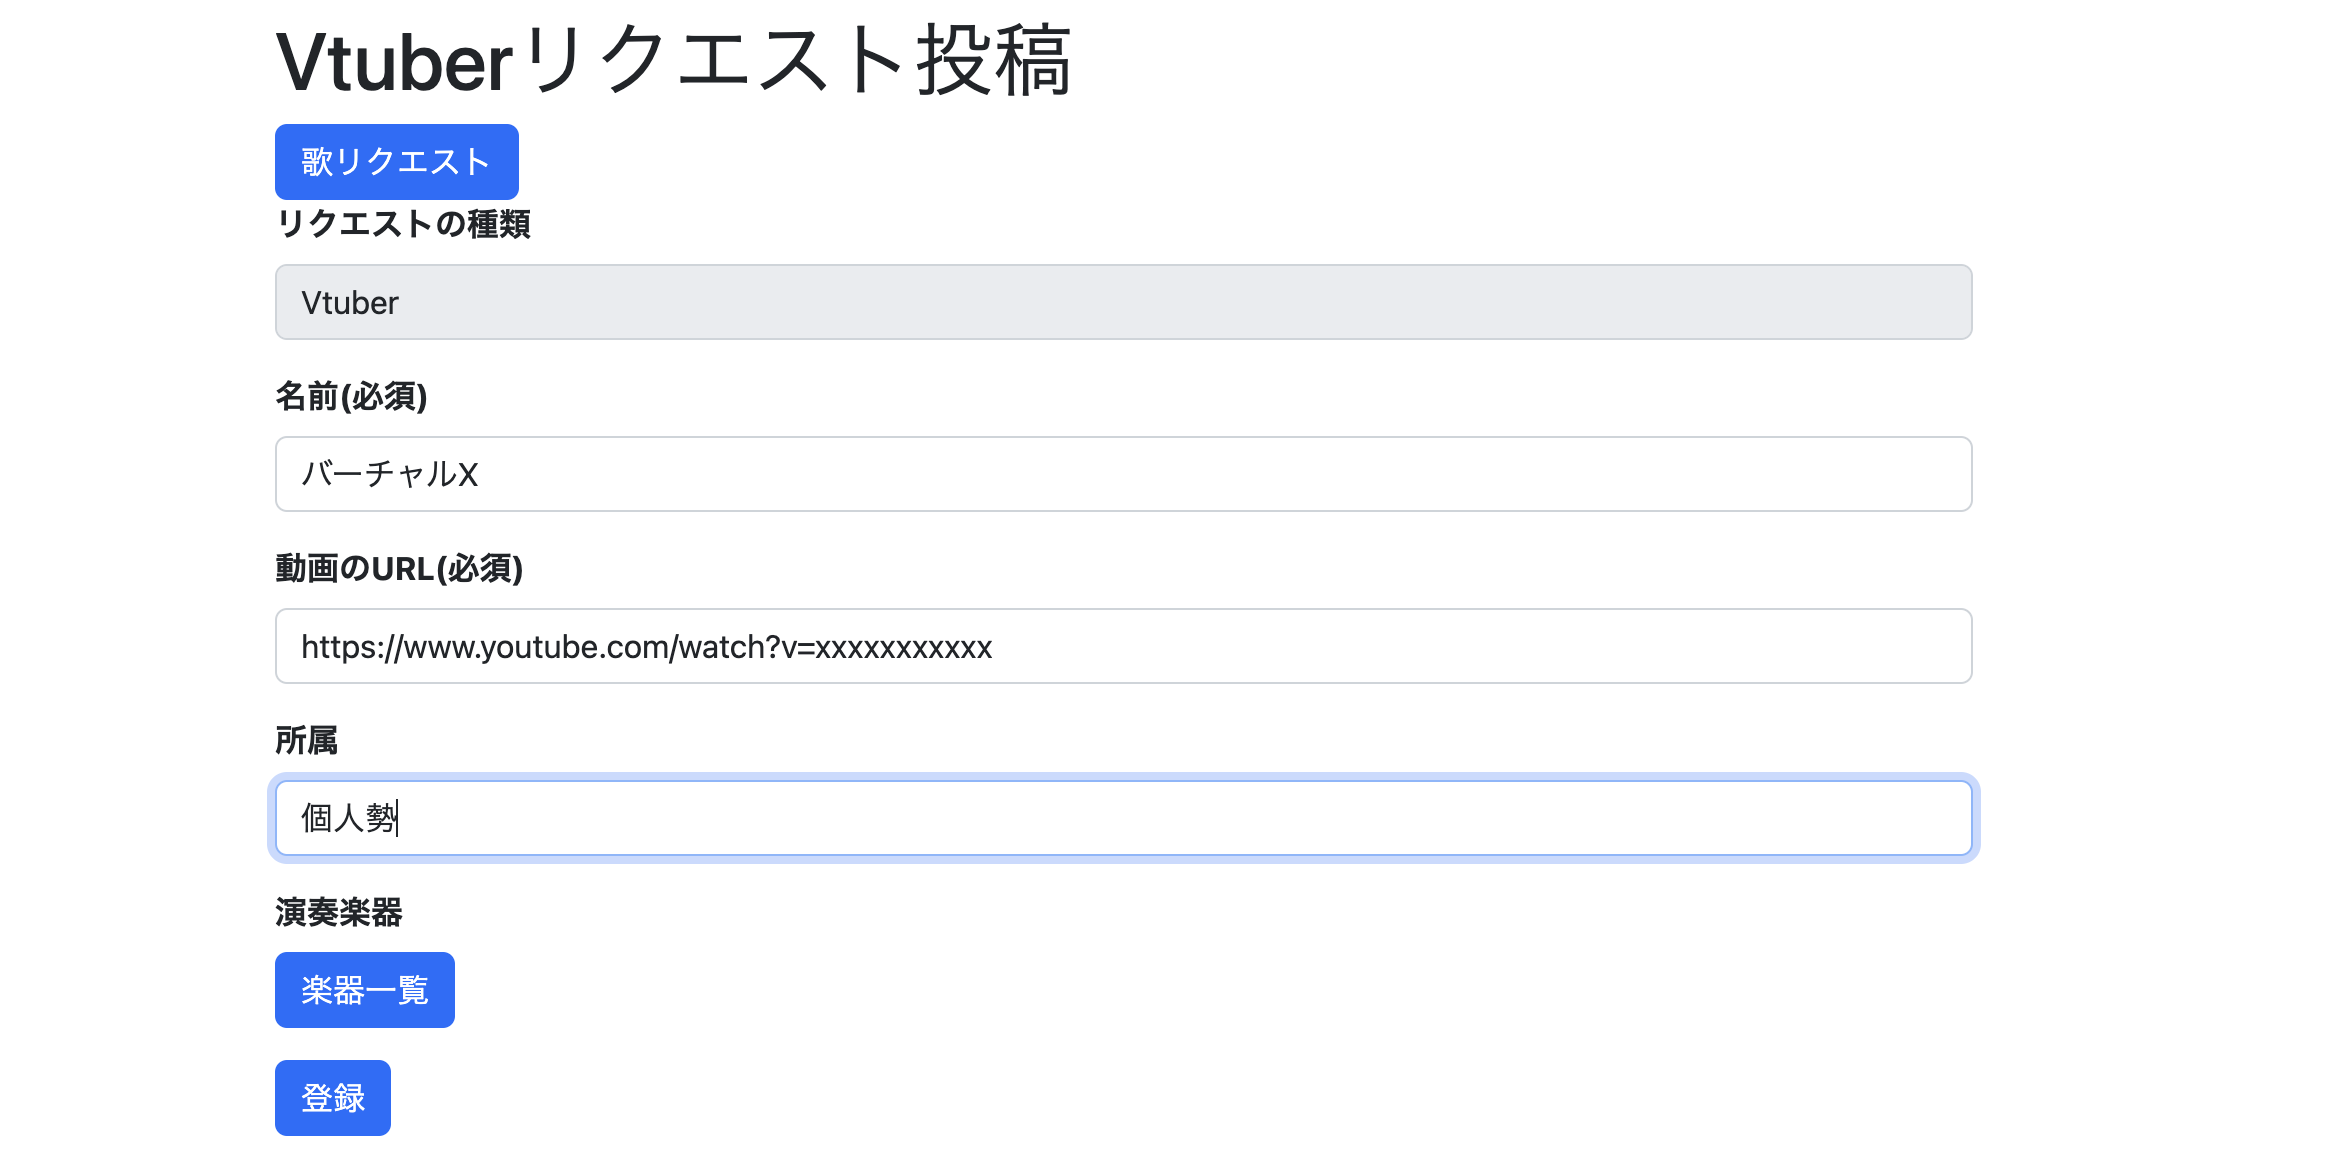 Vtuberリクエスト投稿
歌リクエスト
リクエストの種類
Vtuber
名前(必須)
バーチャルX
動画のURL(必須)
https://www.youtube.com/watch?v=xxxxxxxxxxx
所属
個人勢
演奏楽器
楽器一覧
登録